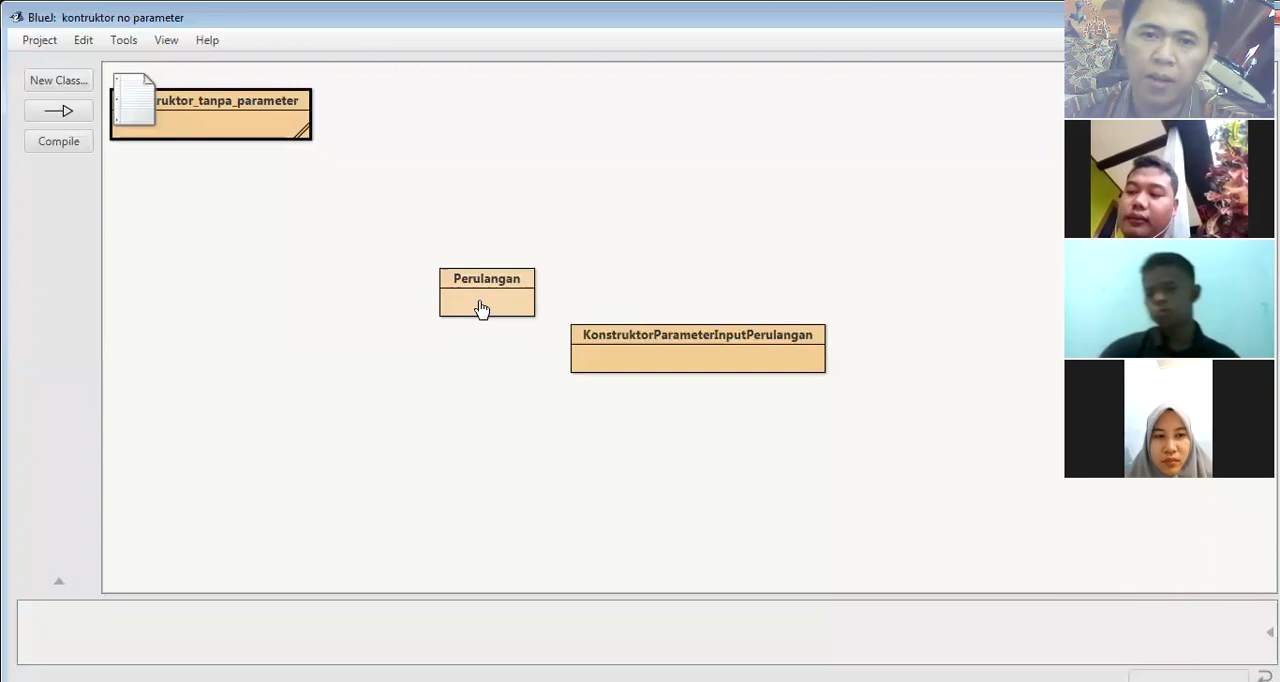 BlueJ: kontruktor no parameter
Project Edit Tools View Help
New Class...
Compile
ruktor_tanpa_parameter
Perulangan
KonstruktorParameterInputPerulangan